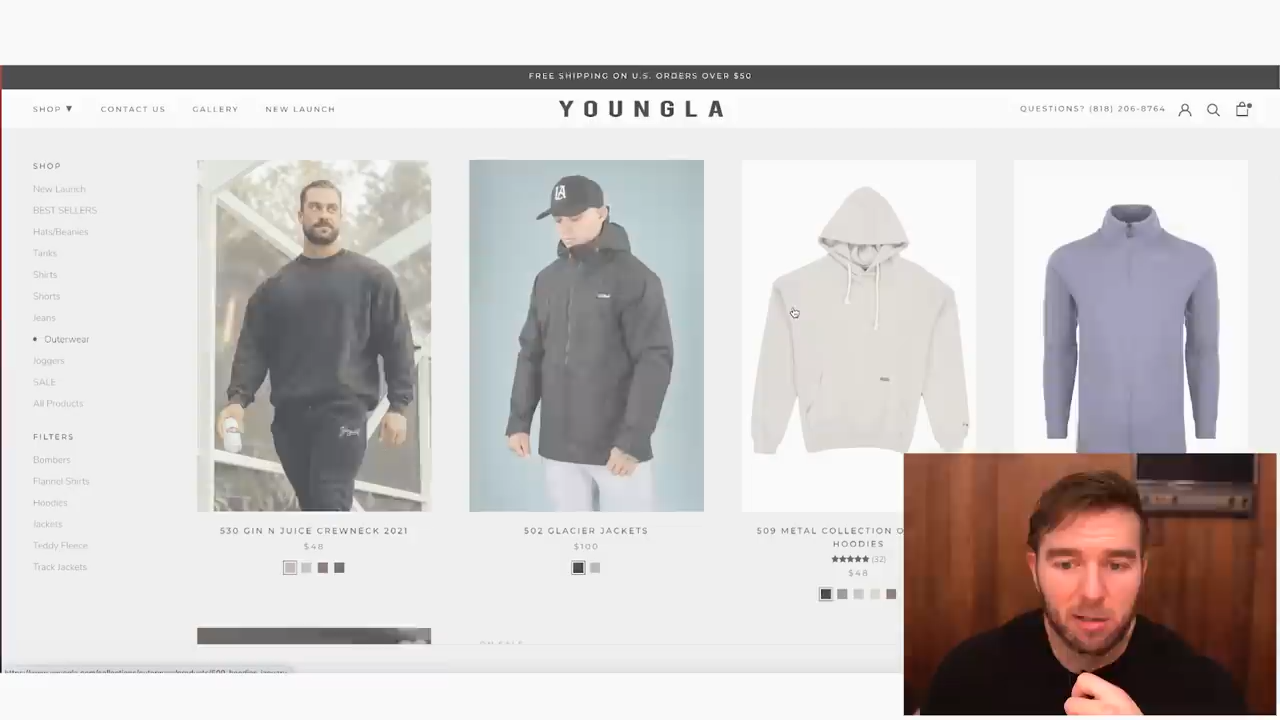 FREE SHIPPING ON U.S. ORDERS OVER $50
SHOP ▼ CONTACT US GALLERY NEW LAUNCH
YOUNGLA
QUESTIONS? (818) 206-8764
SHOP
New Launch
BEST SELLERS
Hats/Beanies
Tanks
Shirts
Shorts
Jeans
Outerwear
Joggers
SALE
All Products
FILTERS
Bombers
Flannel Shirts
Hoodies
Jackets
Teddy Fleece
Track Jackets
LA
530 GIN N JUICE CREWNECK 2021
$48
502 GLACIER JACKETS
$100
509 METAL COLLECTION
HOODIES
(32)
$48